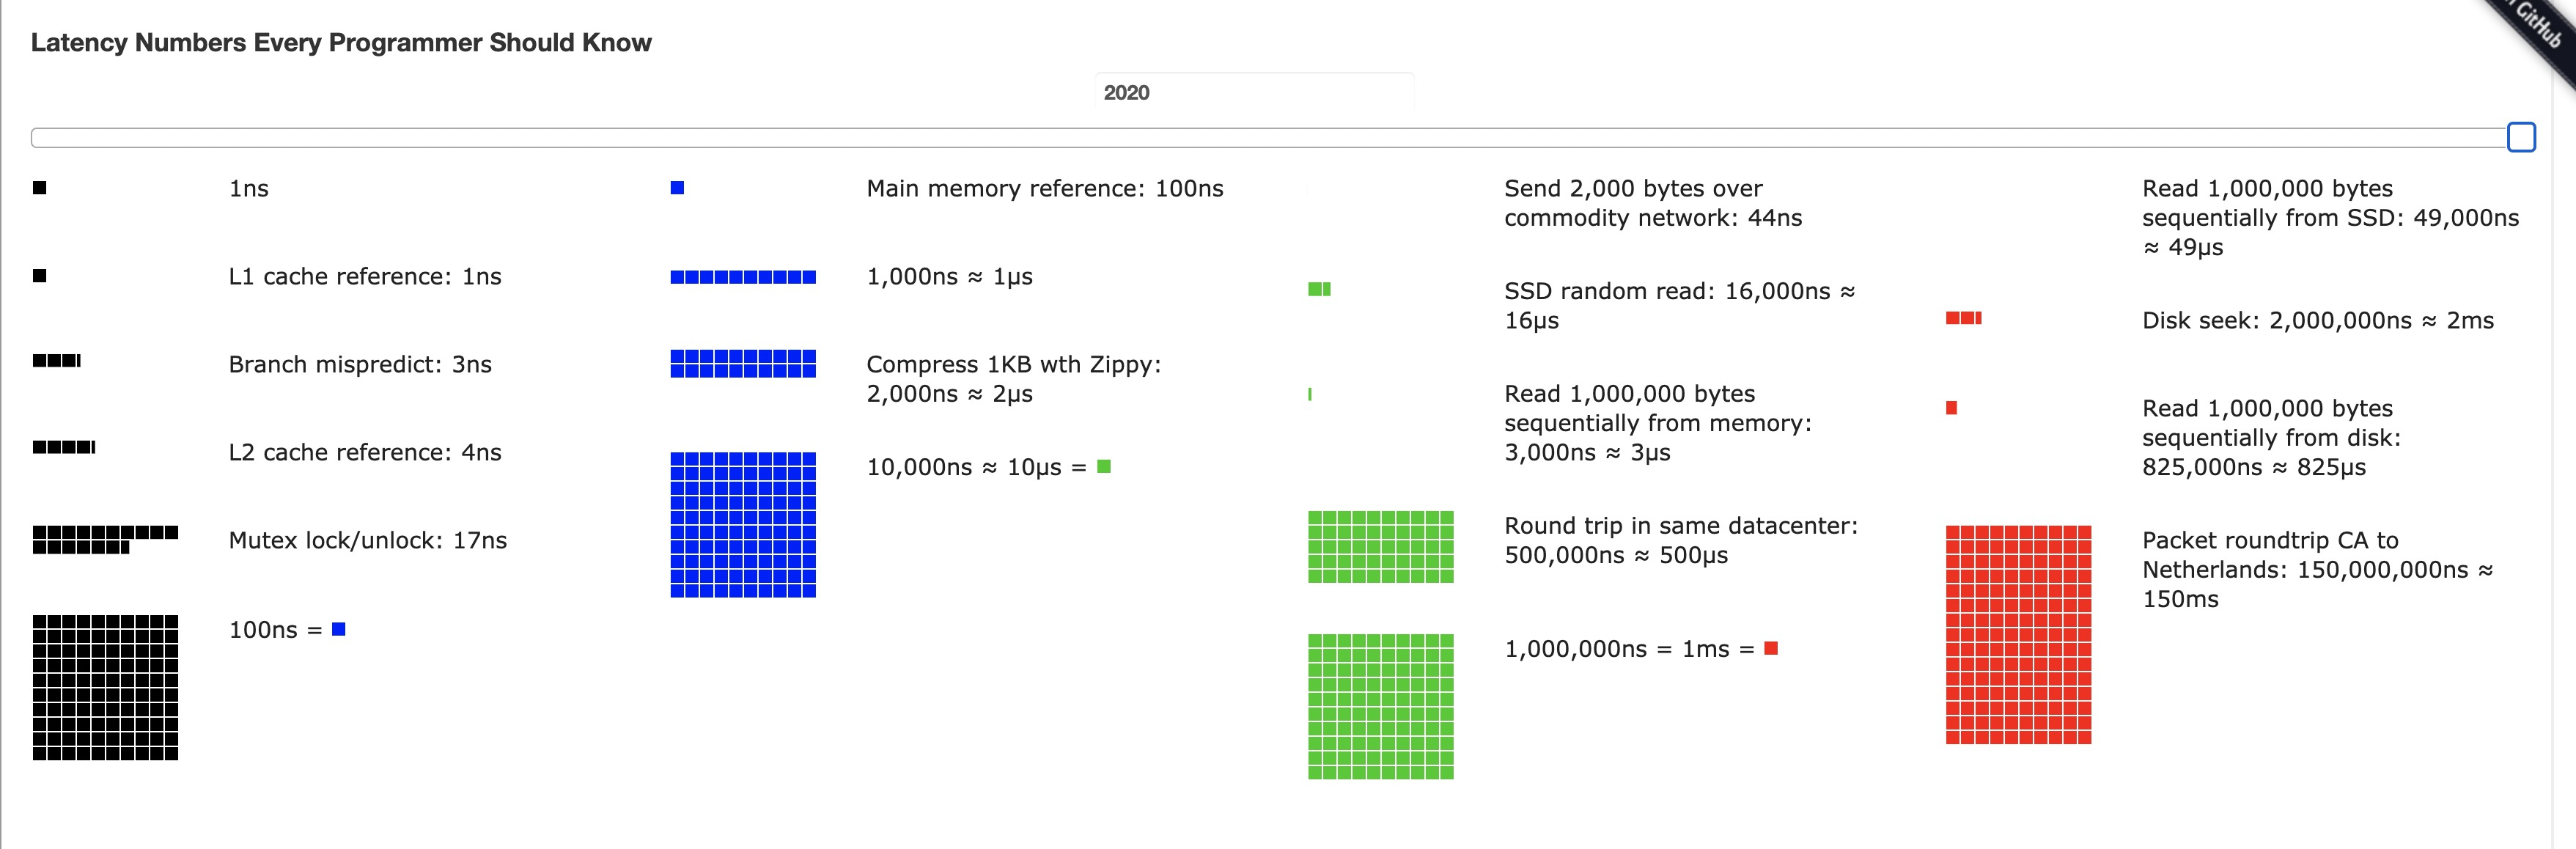 Latency Numbers Every Programmer Should Know
2020
1ns
L1 cache reference: 1ns
Branch mispredict: 3ns
L2 cache reference: 4ns
Mutex lock/unlock: 17ns
100ns =
Main memory reference: 100ns
1,000ns ≈ 1µs
Compress 1KB wth Zippy:
2,000ns ≈ 2µs
10,000ns ≈ 10µs =
Send 2,000 bytes over
commodity network: 44ns
SSD random read: 16,000ns ≈
16µs
Read 1,000,000 bytes
sequentially from memory:
3,000ns ≈ 3µs
Round trip in same datacenter:
500,000ns ≈ 500µs
1,000,000ns = 1ms =
Read 1,000,000 bytes
sequentially from SSD: 49,000ns
≈ 49µs
Disk seek: 2,000,000ns ≈ 2ms
Read 1,000,000 bytes
sequentially from disk:
825,000ns ≈ 825µs
Packet roundtrip CA to
Netherlands: 150,000,000ns ≈
150ms
GitHub